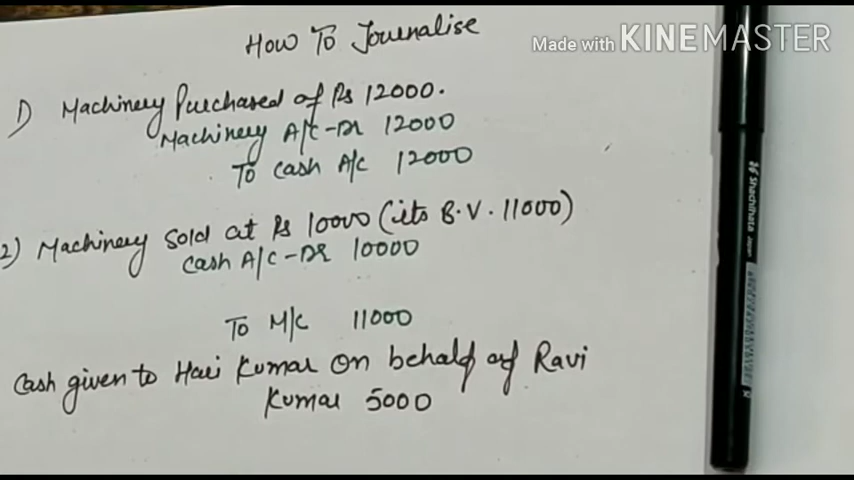 How To Journalise
Made with KINEMASTER
1) Machinery Purchased of Rs 12000.
Machinery A/c-Dr 12000
To cash A/c 12000
2) Machinery sold at Rs 10000 (its B.V. 11000)
cash A/c-Dr 10000
To M/c 11000
Cash given to Hari Kumar On behalf of Ravi
Kumar 5000
Shachihata